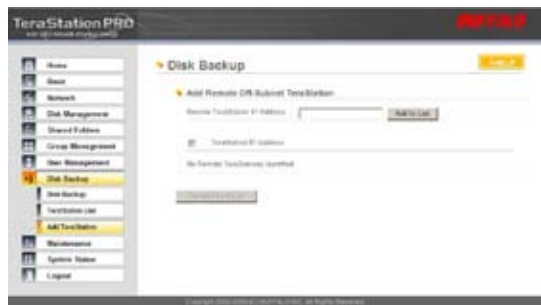 TeraStation PRO
BUFFALO
Home
Basic
Network
Disk Management
Shared Folders
Group Management
User Management
Disk Backup
Disk Backup
TeraStation List
Add TeraStation
Maintenance
System Status
Logout
Disk Backup
Add Remote Off-Subnet TeraStation
Remote TeraStation IP Address
Add to List
TeraStation IP Address
No Remote TeraStations Identified